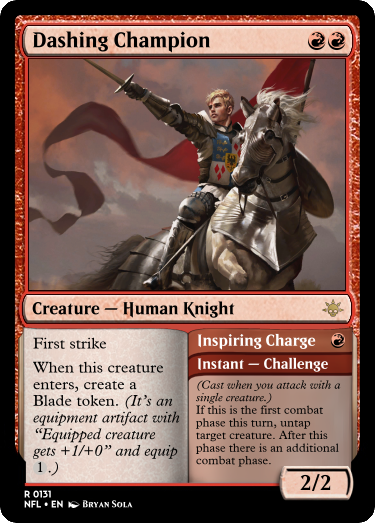 Dashing Champion
Creature — Human Knight
First strike
When this creature
enters, create a
Blade token. (It's an
equipment artifact with
"Equipped creature
gets +1/+0" and equip
1.)
Inspiring Charge
Instant — Challenge
(Cast when you attack with a
single creature.)
If this is the first combat
phase this turn, untap
target creature. After this
phase there is an additional
combat phase.
2/2
R 0131
NFL • EN Bryan Sola